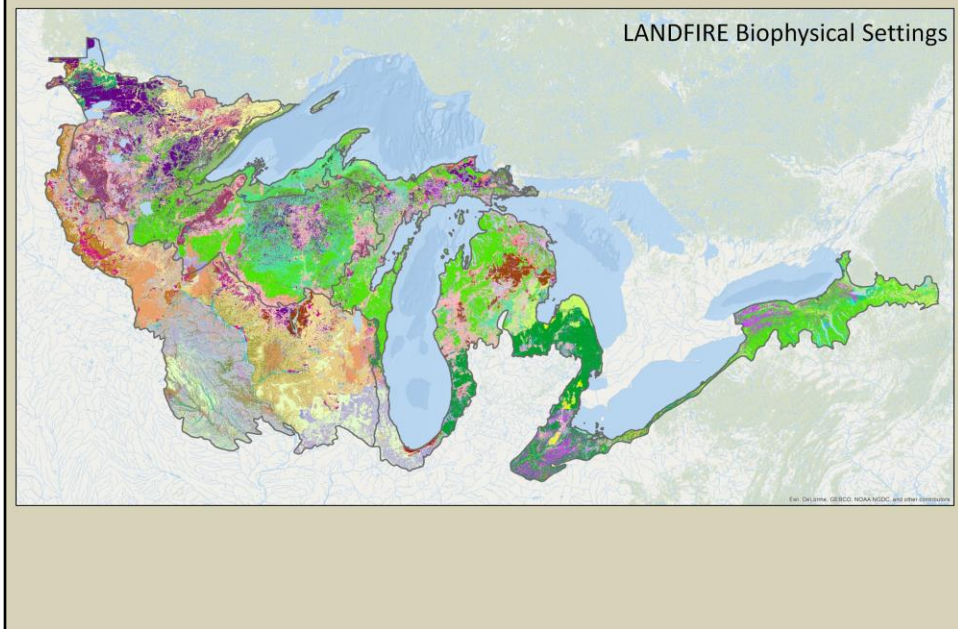 LANDFIRE Biophysical Settings
Esri, DeLorme, GEBCO, NOAA NGDC, and other contributors